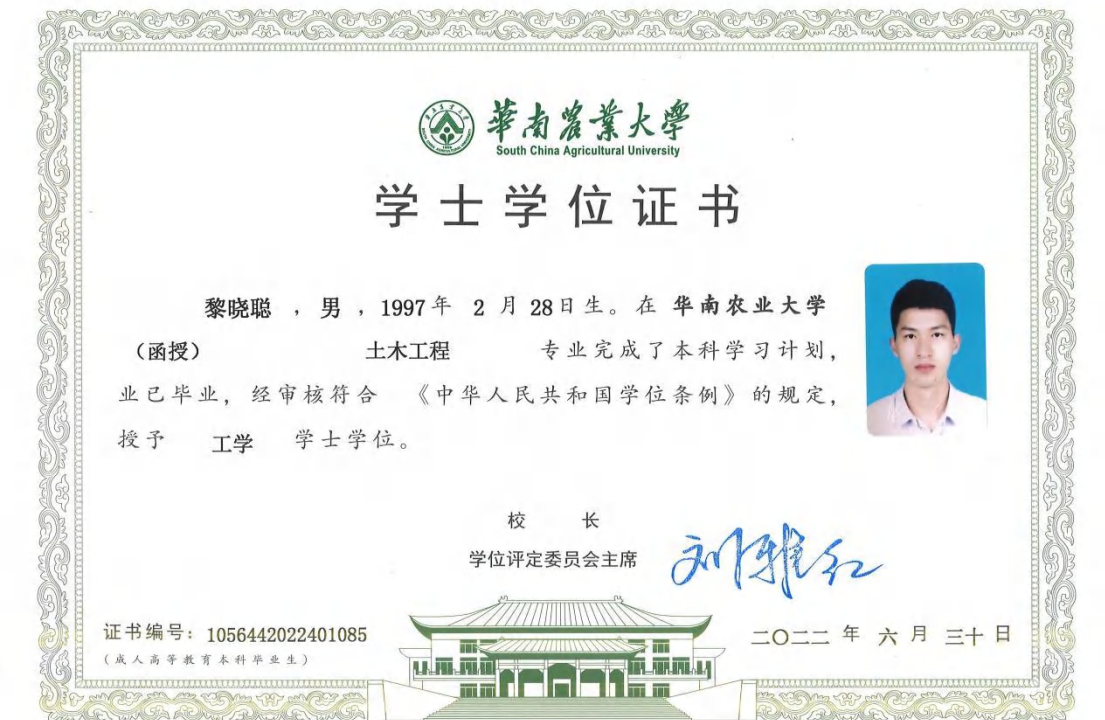 華南農業大學
South China Agricultural University
学士学位证书
黎晓聪 ，男，1997年 2 月 28日生。在 华南农业大学
（函授） 土木工程 专业完成了本科学习计划，
业已毕业，经审核符合 《中华人民共和国学位条例》的规定，
授予 工学 学士学位。
校 长
学位评定委员会主席
刘雅红
证书编号：1056442022401085
（成人高等教育本科毕业生）
二〇二二 年 六 月 三十 日